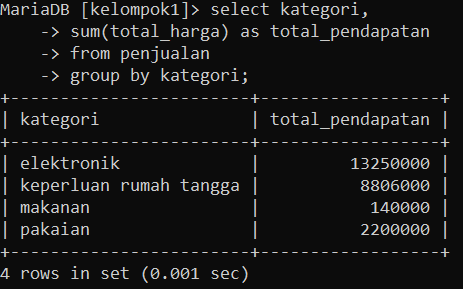 MariaDB [kelompok1]> select kategori,
    -> sum(total_harga) as total_pendapatan
    -> from penjualan
    -> group by kategori;
+-----------------------+------------------+
| kategori              | total_pendapatan |
+-----------------------+------------------+
| elektronik            |         13250000 |
| keperluan rumah tangga |          8806000 |
| makanan               |           140000 |
| pakaian               |          2200000 |
+-----------------------+------------------+
4 rows in set (0.001 sec)